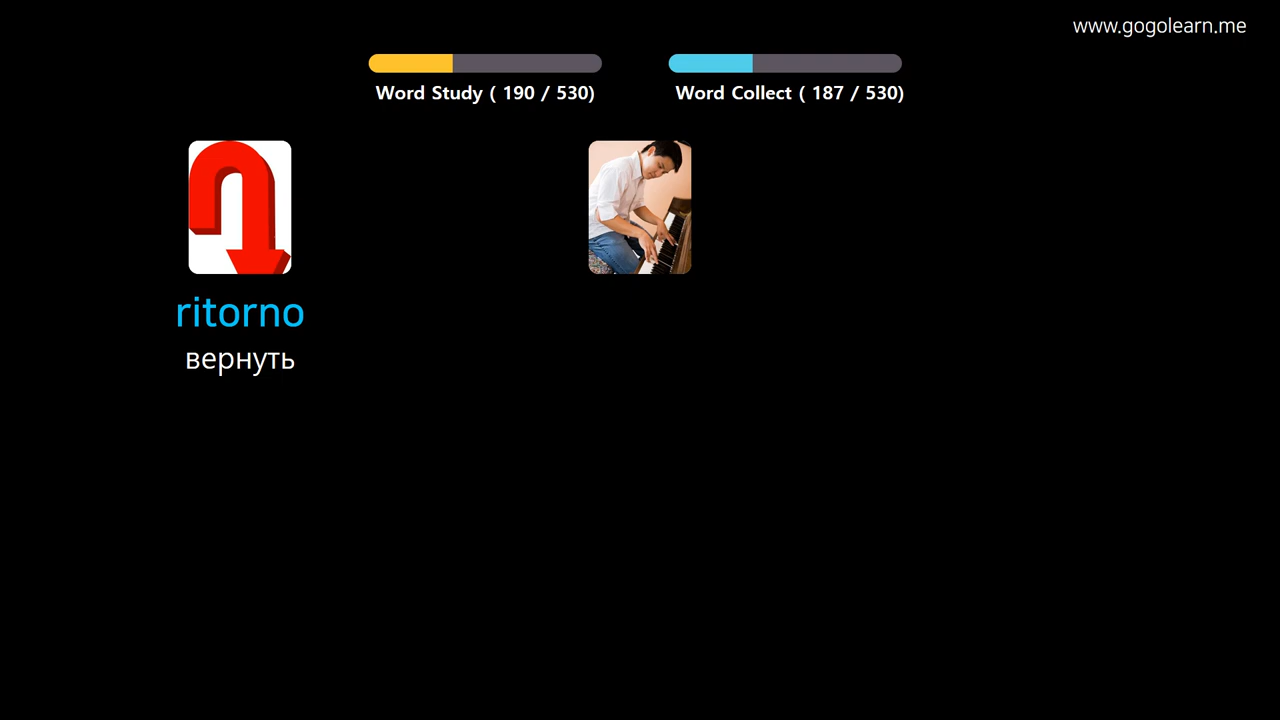 www.gogolearn.me
Word Study ( 190 / 530)
Word Collect ( 187 / 530)
ritorno
вернуть